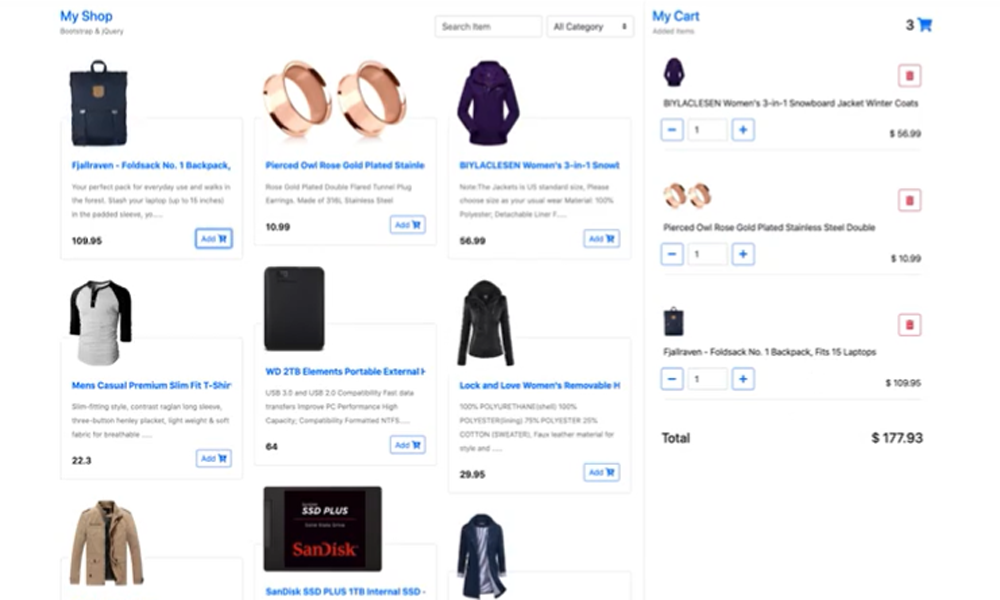 My Shop
Bootstrap & jQuery
Search Item
All Category
Fjallraven - Foldsack No. 1 Backpack,
Your perfect pack for everyday use and walks in
the forest. Stash your laptop (up to 15 inches)
in the padded sleeve, yo.....
109.95
Add
Pierced Owl Rose Gold Plated Stainle
Rose Gold Plated Double Flared Tunnel Plug
Earrings. Made of 316L Stainless Steel
10.99
Add
BIYLACLESEN Women's 3-in-1 Snowb
Note:The Jackets is US standard size, Please
choose size as your usual wear Material: 100%
Polyester; Detachable Liner F.....
56.99
Add
Mens Casual Premium Slim Fit T-Shir
Slim-fitting style, contrast raglan long sleeve,
three-button henley placket, light weight & soft
fabric for breathable .....
22.3
Add
WD 2TB Elements Portable External H
USB 3.0 and USB 2.0 Compatibility Fast data
transfers Improve PC Performance High
Capacity; Compatibility Formatted NTFS.....
64
Add
Lock and Love Women's Removable H
100% POLYURETHANE(shell) 100%
POLYESTER(lining) 75% POLYESTER 25%
COTTON (SWEATER), Faux leather material for
style and .....
29.95
Add
SanDisk
SSD PLUS
Solid State Drive
SanDisk
SanDisk SSD PLUS 1TB Internal SSD -
My Cart
Added Items
3
BIYLACLESEN Women's 3-in-1 Snowboard Jacket Winter Coats
− 1 +
$ 56.99
Pierced Owl Rose Gold Plated Stainless Steel Double
− 1 +
$ 10.99
Fjallraven - Foldsack No. 1 Backpack, Fits 15 Laptops
− 1 +
$ 109.95
Total
$ 177.93